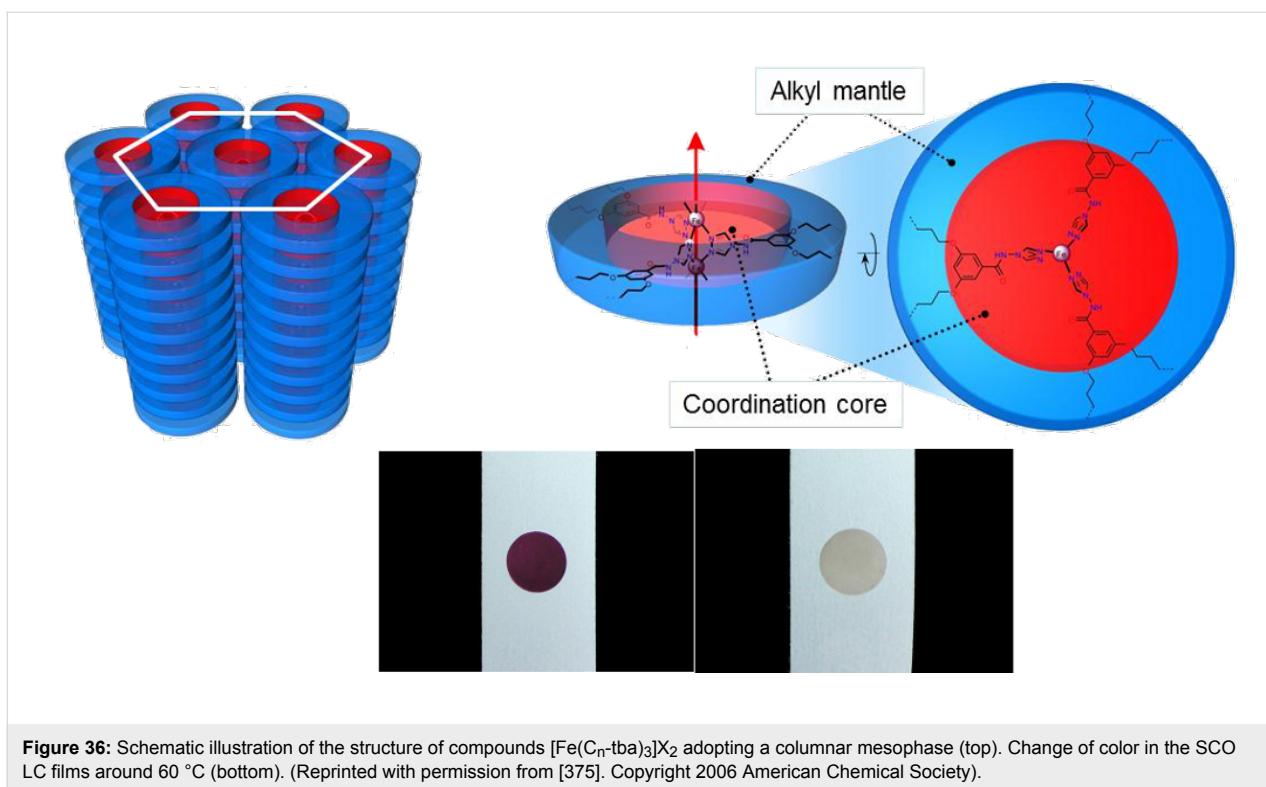 Alkyl mantle
Coordination core
Fe
Fe
Figure 36: Schematic illustration of the structure of compounds [Fe(Cn-tba)3]X2 adopting a columnar mesophase (top). Change of color in the SCO
LC films around 60 °C (bottom). (Reprinted with permission from [375]. Copyright 2006 American Chemical Society).